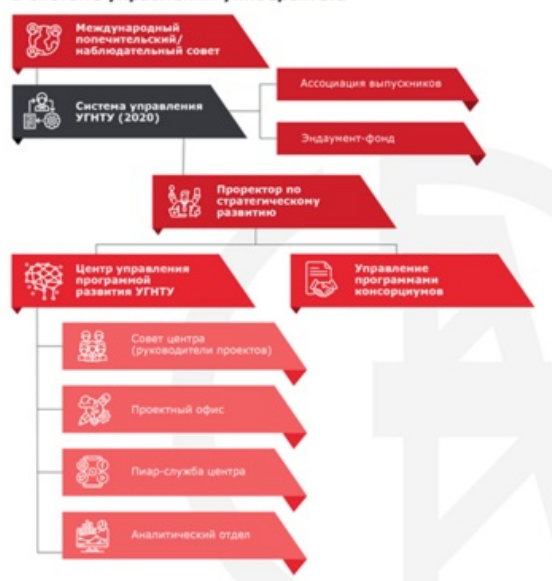 Международный
попечительский/
наблюдательный совет
Ассоциация выпускников
Система управления
УГНТУ (2020)
Эндаумент-фонд
Проректор по
стратегическому
развитию
Центр управления
программой
развития УГНТУ
Управление
программами
консорциумов
Совет центра
(руководители проектов)
Проектный офис
Пиар-служба центра
Аналитический отдел